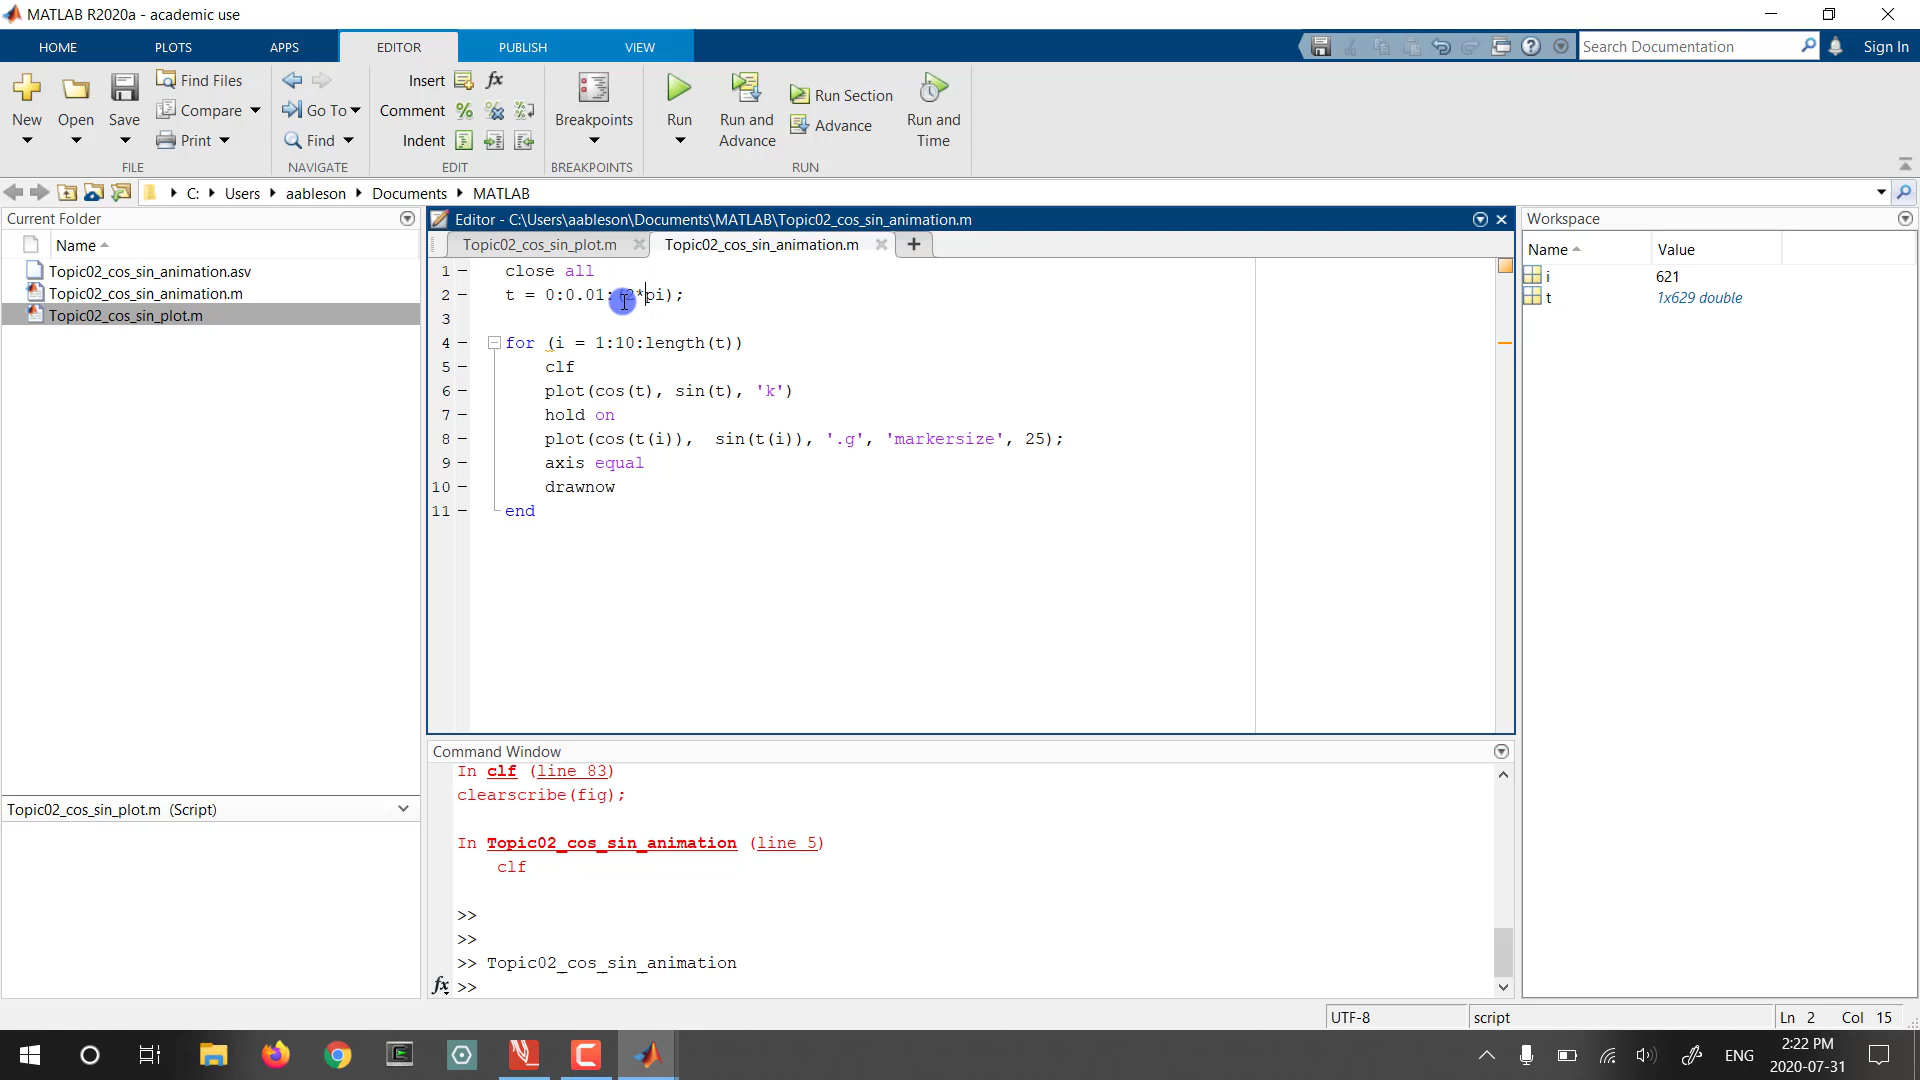 MATLAB R2020a - academic use
HOME PLOTS APPS EDITOR PUBLISH VIEW Search Documentation Sign In
New Open Save Find Files Compare Print
Go To Find
Insert fx
Comment
Indent
Breakpoints Run Run and Advance Run Section Advance Run and Time
FILE NAVIGATE EDIT BREAKPOINTS RUN
C: Users aableson Documents MATLAB
Current Folder
Name
Topic02_cos_sin_animation.asv
Topic02_cos_sin_animation.m
Topic02_cos_sin_plot.m
Topic02_cos_sin_plot.m (Script)
Editor - C:\Users\aableson\Documents\MATLAB\Topic02_cos_sin_animation.m
Topic02_cos_sin_plot.m Topic02_cos_sin_animation.m
1 close all
2 t = 0:0.01:(2*pi);
3
4 for (i = 1:10:length(t))
5 clf
6 plot(cos(t), sin(t), 'k')
7 hold on
8 plot(cos(t(i)),  sin(t(i)), '.g', 'markersize', 25);
9 axis equal
10 drawnow
11 end
Command Window
In clf (line 83)
clearscribe(fig);
In Topic02_cos_sin_animation (line 5)
clf
>>
>>
>> Topic02_cos_sin_animation
fx >>
Workspace
Name Value
i 621
t 1x629 double
UTF-8 script Ln 2 Col 15
ENG
2:22 PM
2020-07-31